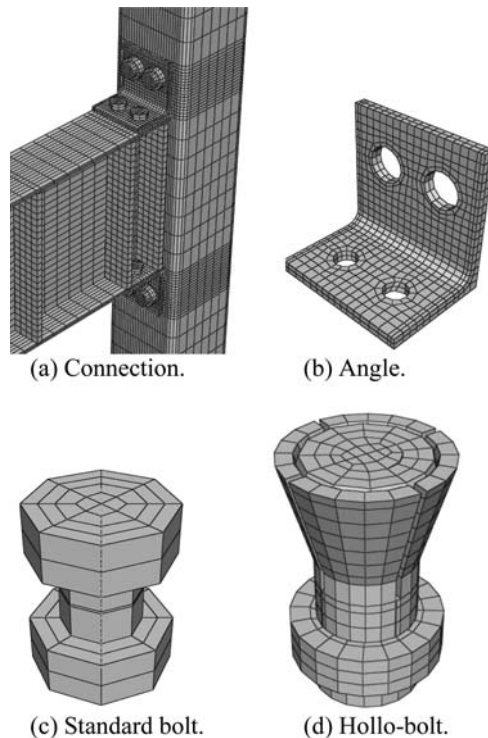 (a) Connection.
(b) Angle.
(c) Standard bolt.
(d) Hollo-bolt.